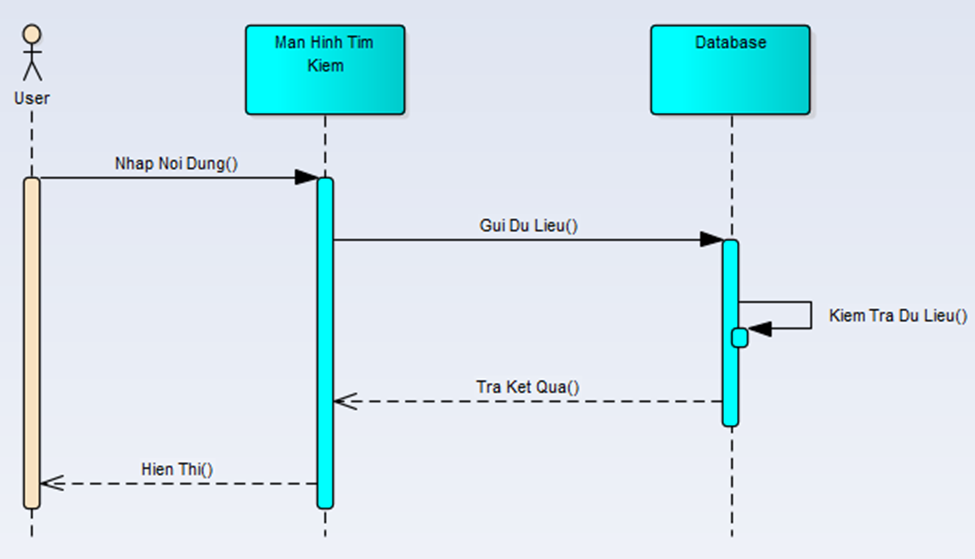 Man Hinh Tim
Kiem
Database
User
Nhap Noi Dung()
Gui Du Lieu()
Kiem Tra Du Lieu()
Tra Ket Qua()
Hien Thi()